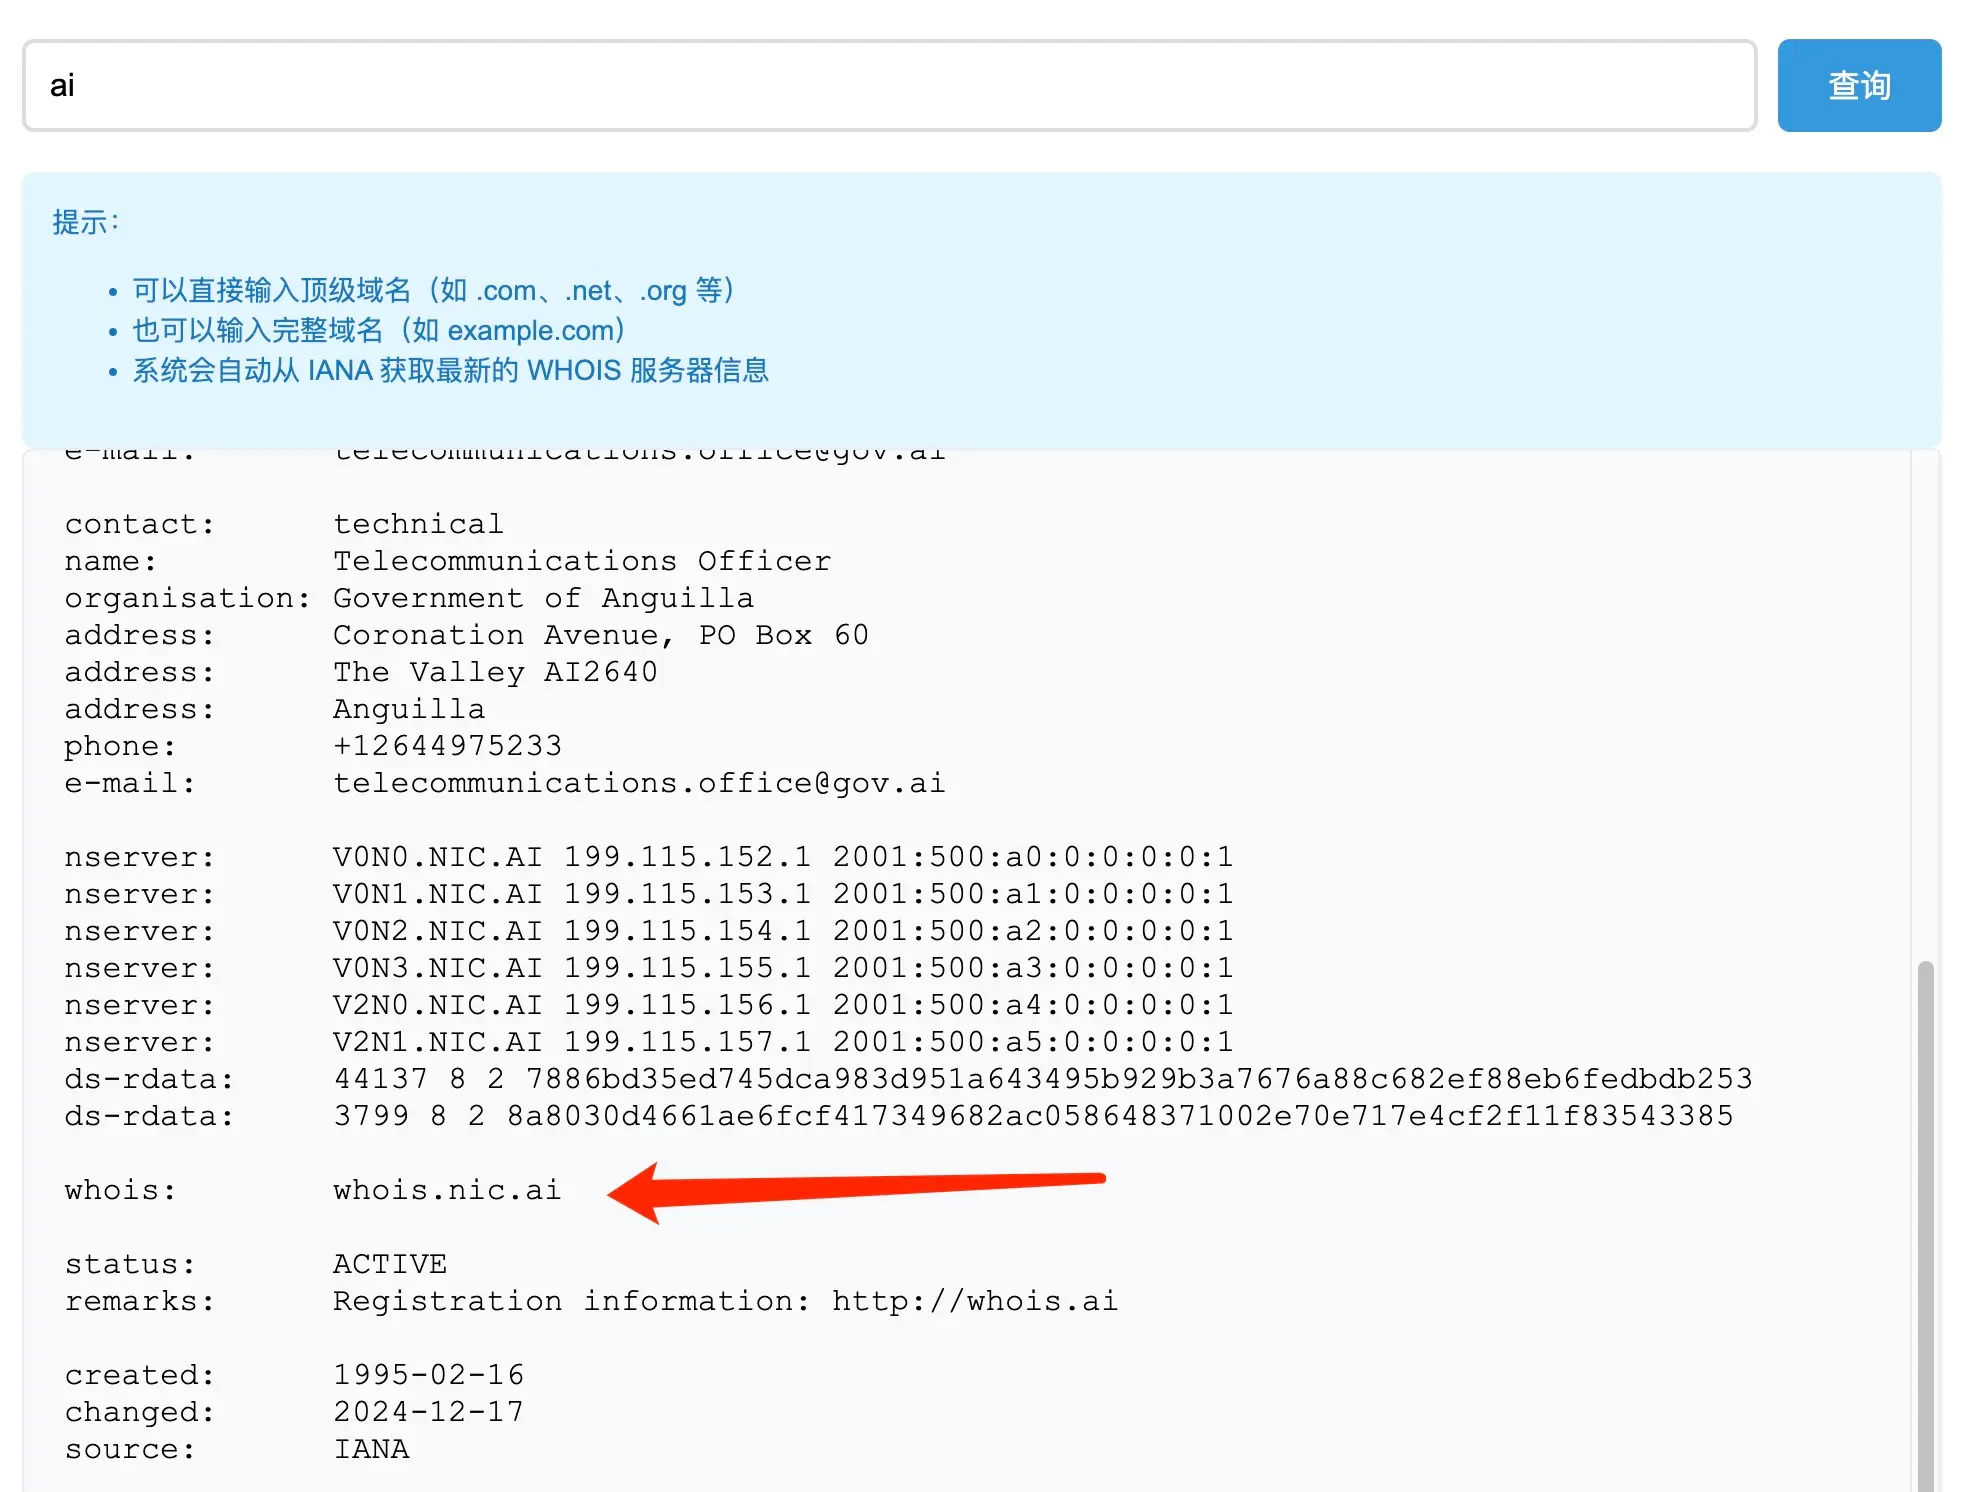 ai
查询
提示：
• 可以直接输入顶级域名（如 .com、.net、.org 等）
• 也可以输入完整域名（如 example.com）
• 系统会自动从 IANA 获取最新的 WHOIS 服务器信息
e-mail: telecommunications.office@gov.ai
contact: technical
name: Telecommunications Officer
organisation: Government of Anguilla
address: Coronation Avenue, PO Box 60
address: The Valley AI2640
address: Anguilla
phone: +12644975233
e-mail: telecommunications.office@gov.ai
nserver: V0N0.NIC.AI 199.115.152.1 2001:500:a0:0:0:0:0:1
nserver: V0N1.NIC.AI 199.115.153.1 2001:500:a1:0:0:0:0:1
nserver: V0N2.NIC.AI 199.115.154.1 2001:500:a2:0:0:0:0:1
nserver: V0N3.NIC.AI 199.115.155.1 2001:500:a3:0:0:0:0:1
nserver: V2N0.NIC.AI 199.115.156.1 2001:500:a4:0:0:0:0:1
nserver: V2N1.NIC.AI 199.115.157.1 2001:500:a5:0:0:0:0:1
ds-rdata: 44137 8 2 7886bd35ed745dca983d951a643495b929b3a7676a88c682ef88eb6fedbdb253
ds-rdata: 3799 8 2 8a8030d4661ae6fcf417349682ac058648371002e70e717e4cf2f11f83543385
whois: whois.nic.ai
status: ACTIVE
remarks: Registration information: http://whois.ai
created: 1995-02-16
changed: 2024-12-17
source: IANA